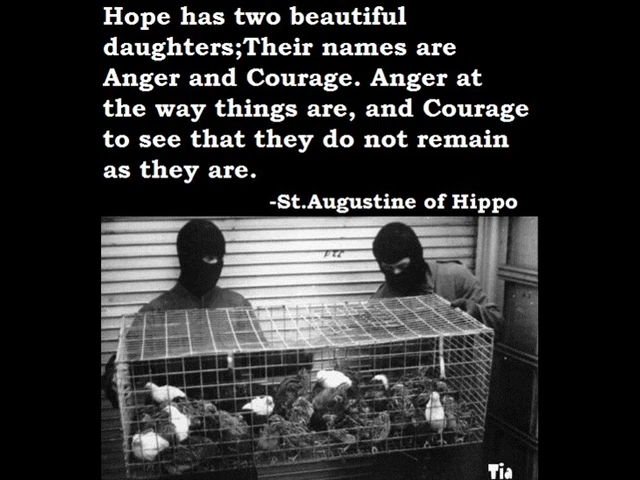 Hope has two beautiful
daughters;Their names are
Anger and Courage. Anger at
the way things are, and Courage
to see that they do not remain
as they are.
-St.Augustine of Hippo
Tia